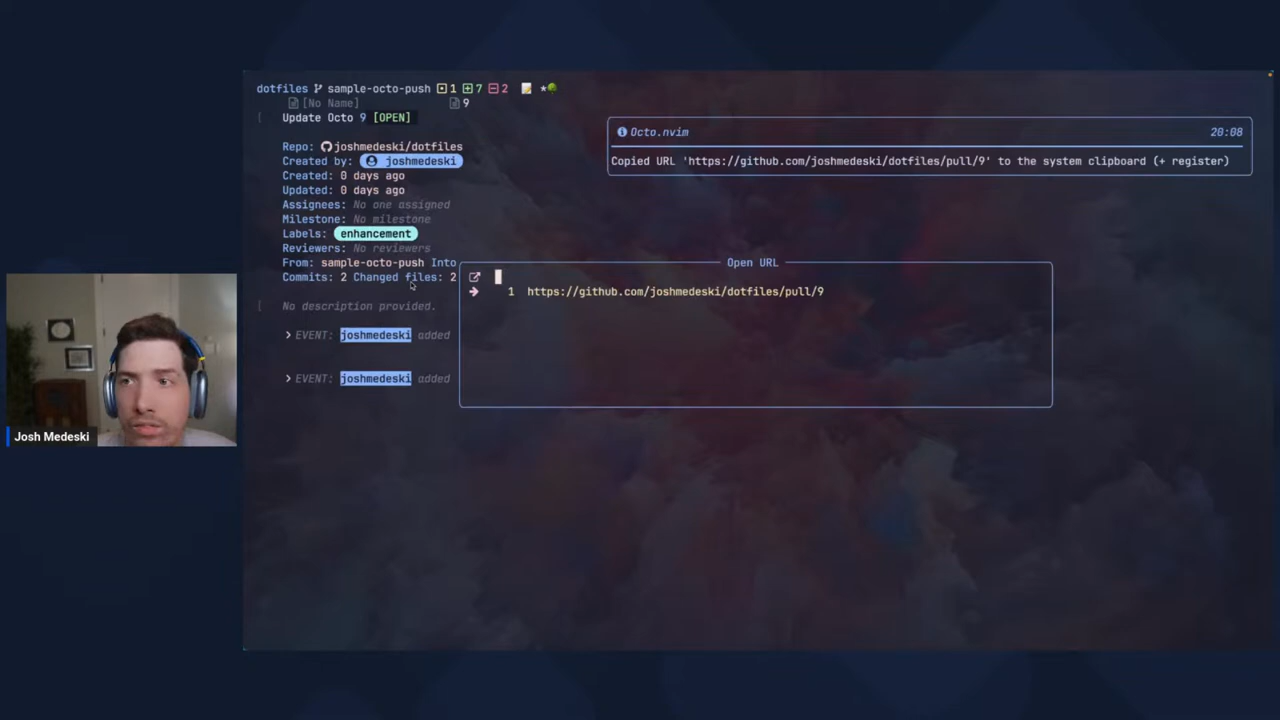 dotfiles sample-octo-push 1 7 2 *
[No Name] 9
Update Octo 9 [OPEN]
Repo: joshmedeski/dotfiles
Created by: joshmedeski
Created: 0 days ago
Updated: 0 days ago
Assignees: No one assigned
Milestone: No milestone
Labels: enhancement
Reviewers: No reviewers
From: sample-octo-push Into
Commits: 2 Changed files: 2
No description provided.
> EVENT: joshmedeski added
> EVENT: joshmedeski added
Octo.nvim 20:08
Copied URL 'https://github.com/joshmedeski/dotfiles/pull/9' to the system clipboard (+ register)
Open URL
1 https://github.com/joshmedeski/dotfiles/pull/9
Josh Medeski